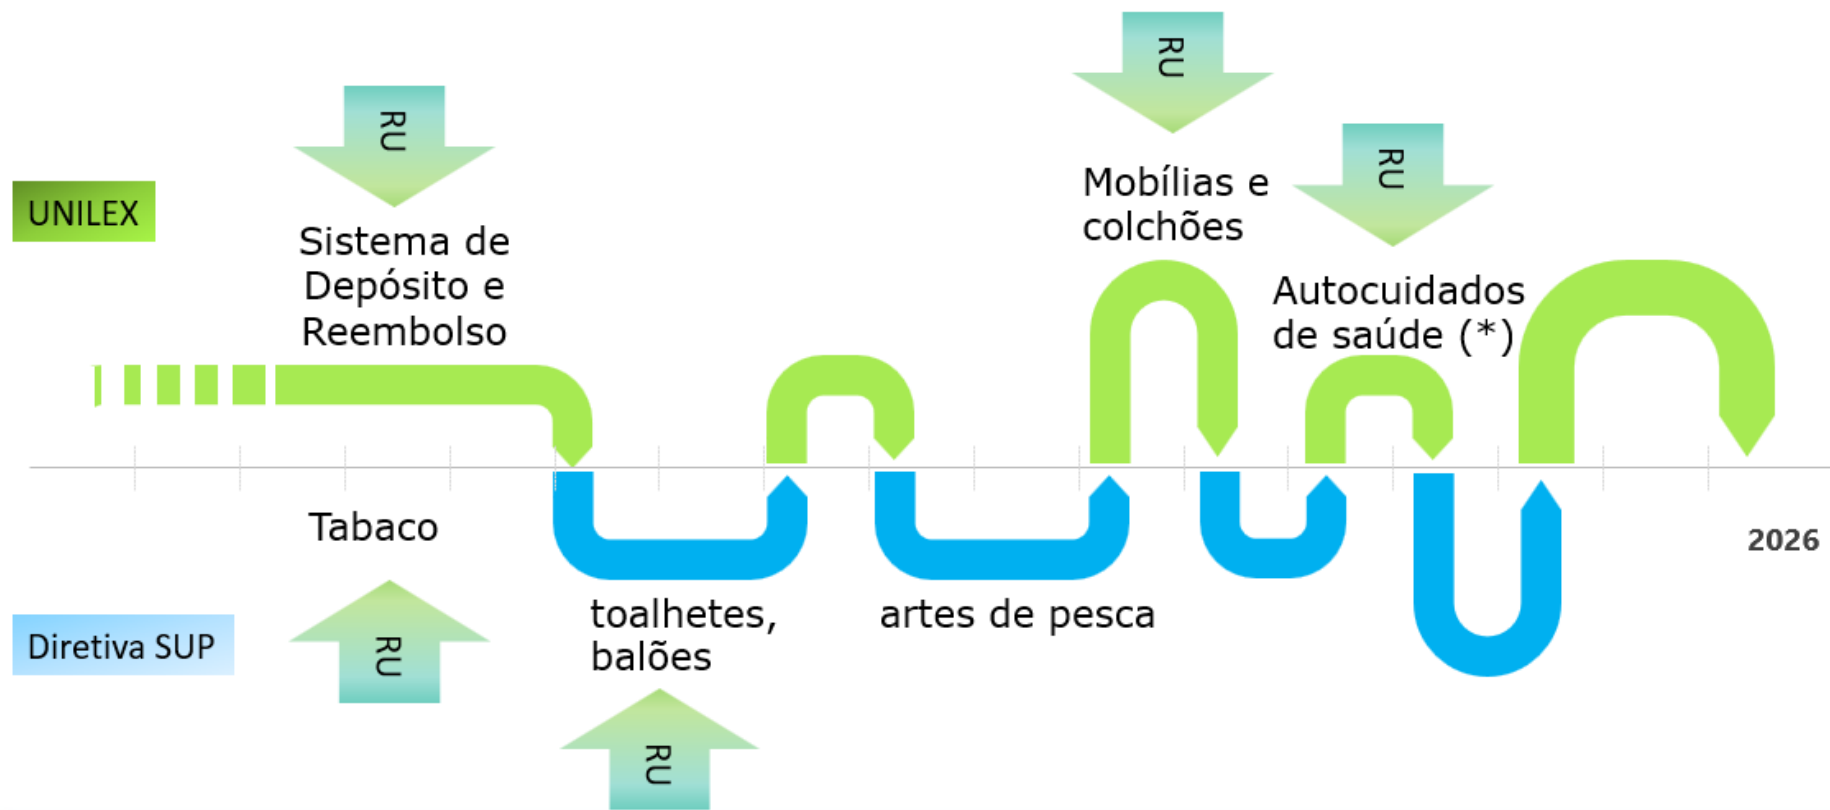 RU
RU
RU
UNILEX
Mobílias e
colchões
Sistema de
Depósito e
Reembolso
Autocuidados
de saúde (*)
Tabaco
2026
Diretiva SUP
RU
toalhetes,
balões
artes de pesca
RU